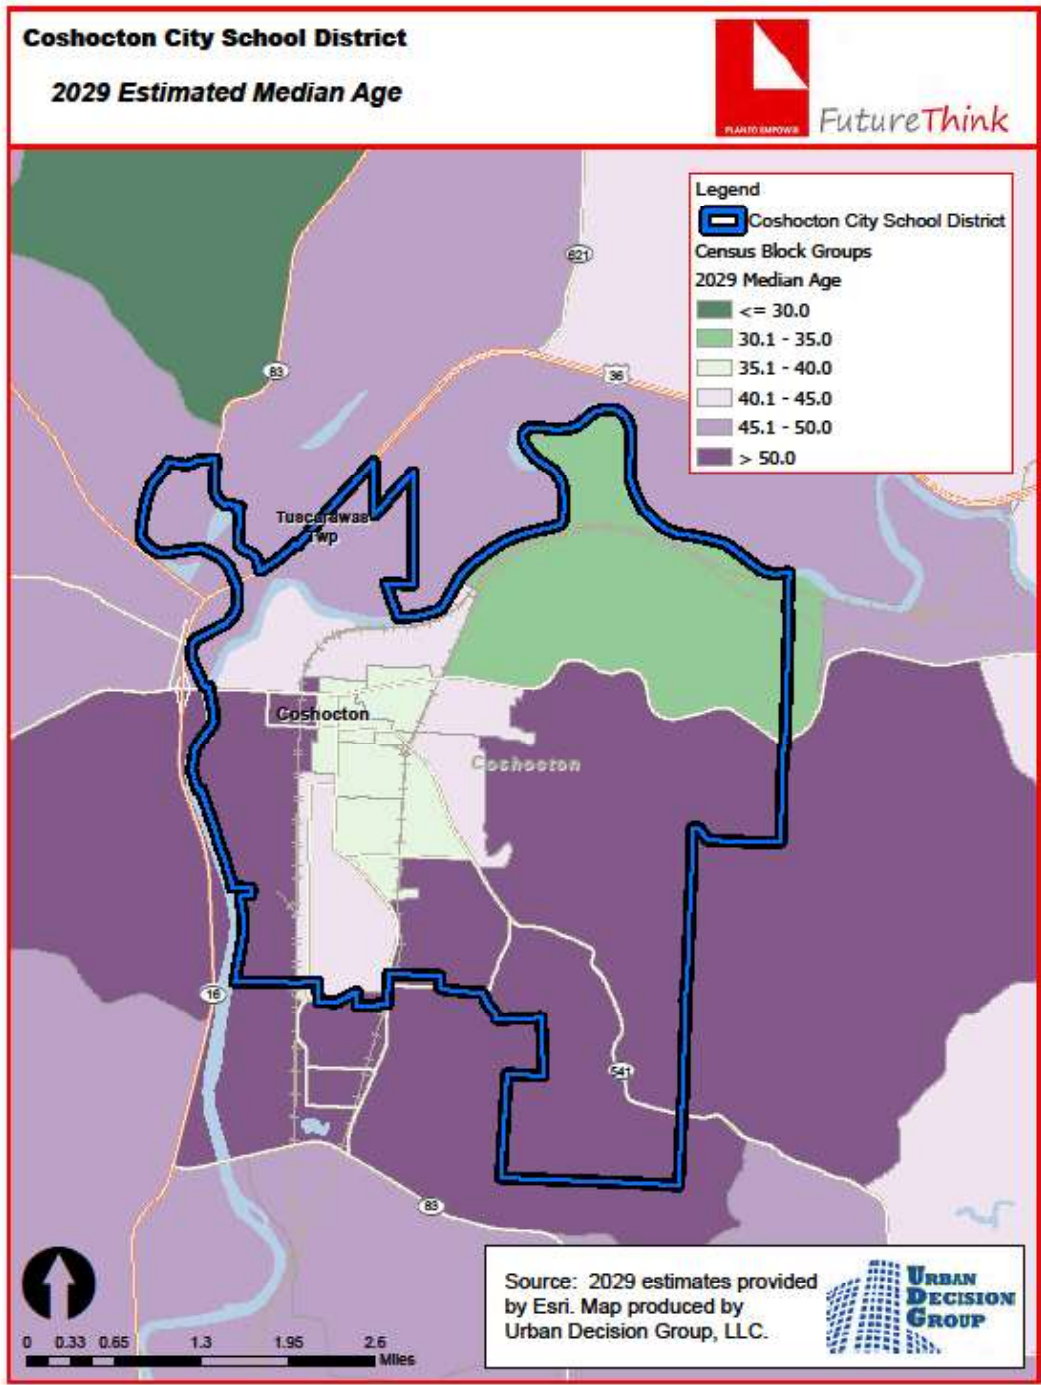 Coshocton City School District
2029 Estimated Median Age
PLAN TO EMPOWER
FutureThink
Legend
Coshocton City School District
Census Block Groups
2029 Median Age
<= 30.0
30.1 - 35.0
35.1 - 40.0
40.1 - 45.0
45.1 - 50.0
> 50.0
621
83
36
Tuscarawas
Twp
Coshocton
Coshocton
16
541
83
0 0.33 0.65 1.3 1.95 2.6
Miles
Source: 2029 estimates provided
by Esri. Map produced by
Urban Decision Group, LLC.
URBAN
DECISION
GROUP